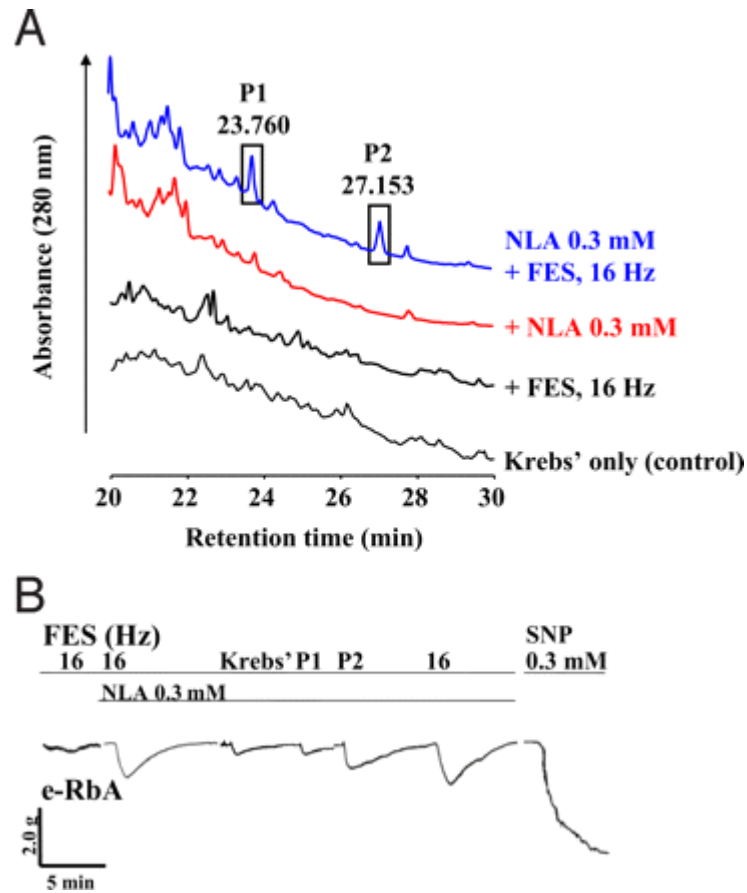 A
Absorbance (280 nm)
P1
23.760
P2
27.153
NLA 0.3 mM
+ FES, 16 Hz
+ NLA 0.3 mM
+ FES, 16 Hz
Krebs' only (control)
20 22 24 26 28 30
Retention time (min)
B
FES (Hz)
SNP
16 16 Krebs' P1 P2 16 0.3 mM
NLA 0.3 mM
e-RbA
2.0 g
5 min